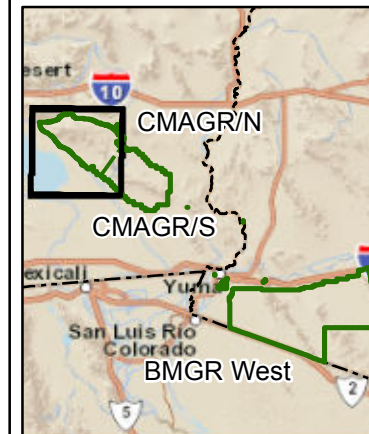 esert
10
CMAGR/N
CMAGR/S
exicali
Yuma
San Luis Rio
Colorado
BMGR West
2
5